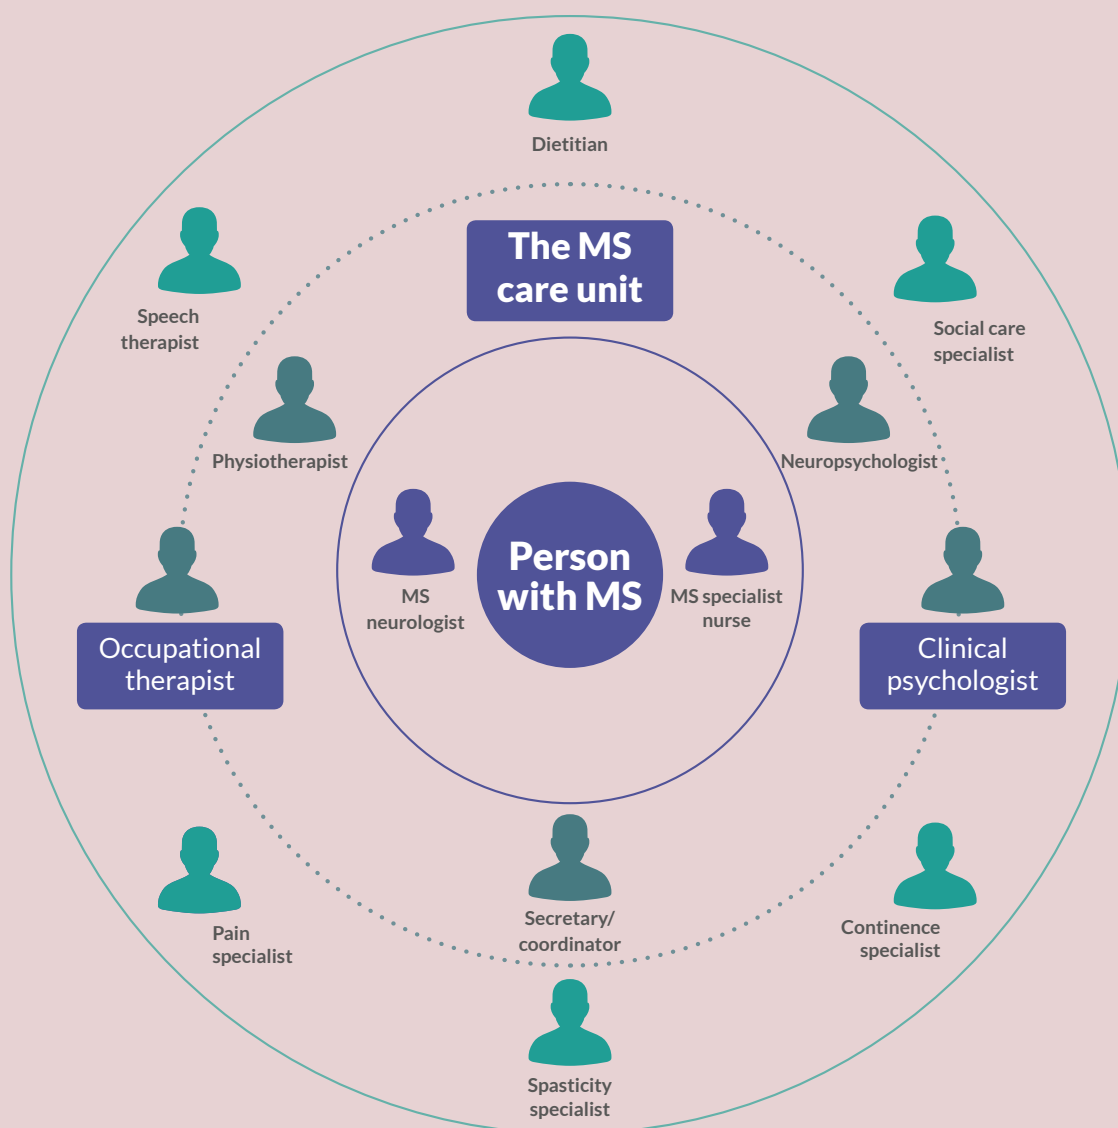 Dietitian
The MS
care unit
Speech
therapist
Social care
specialist
Physiotherapist
Neuropsychologist
Person
with MS
MS
neurologist
MS specialist
nurse
Occupational
therapist
Clinical
psychologist
Secretary/
coordinator
Pain
specialist
Continence
specialist
Spasticity
specialist